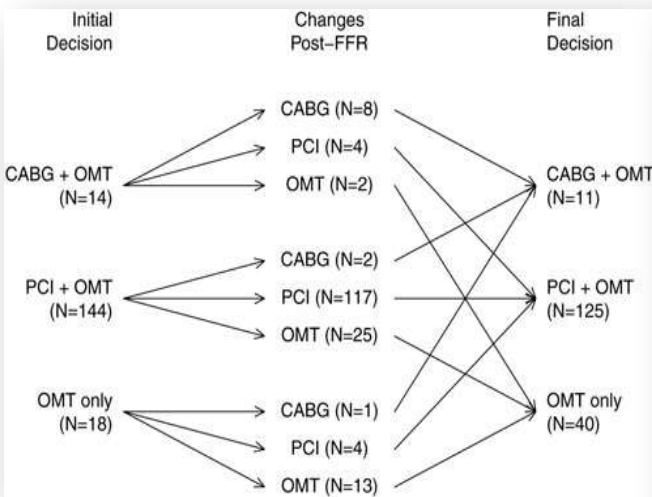 Initial
Decision
Changes
Post–FFR
Final
Decision
CABG (N=8)
PCI (N=4)
OMT (N=2)
CABG + OMT
(N=14)
CABG + OMT
(N=11)
CABG (N=2)
PCI (N=117)
OMT (N=25)
PCI + OMT
(N=144)
PCI + OMT
(N=125)
CABG (N=1)
PCI (N=4)
OMT (N=13)
OMT only
(N=18)
OMT only
(N=40)